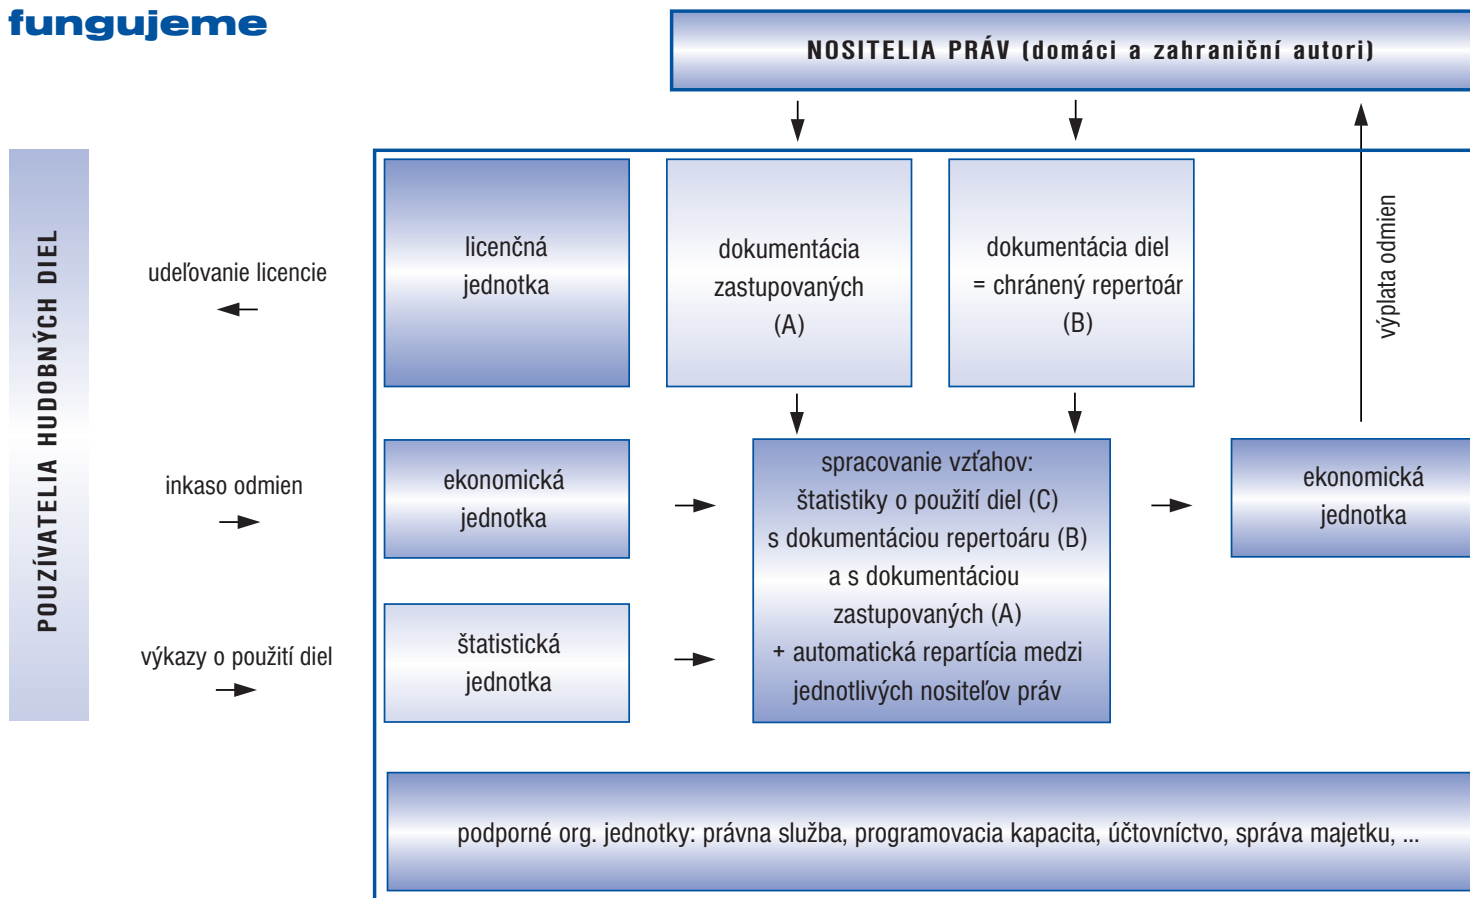 fungujeme
NOSITELIA PRÁV (domáci a zahraniční autori)
POUZÍVATELIA HUDOBNÝCH DIEL
udeľovanie licencie
licenčná
jednotka
dokumentácia
zastupovaných
(A)
dokumentácia diel
= chránený repertoár
(B)
výplata odmien
inkaso odmien
ekonomická
jednotka
spracovanie vzťahov:
štatistiky o použití diel (C)
s dokumentáciou repertoáru (B)
a s dokumentáciou
zastupovaných (A)
+ automatická repartícia medzi
jednotlivých nositeľov práv
ekonomická
jednotka
výkazy o použití diel
štatistická
jednotka
podporné org. jednotky: právna služba, programovacia kapacita, účtovníctvo, správa majetku, ...